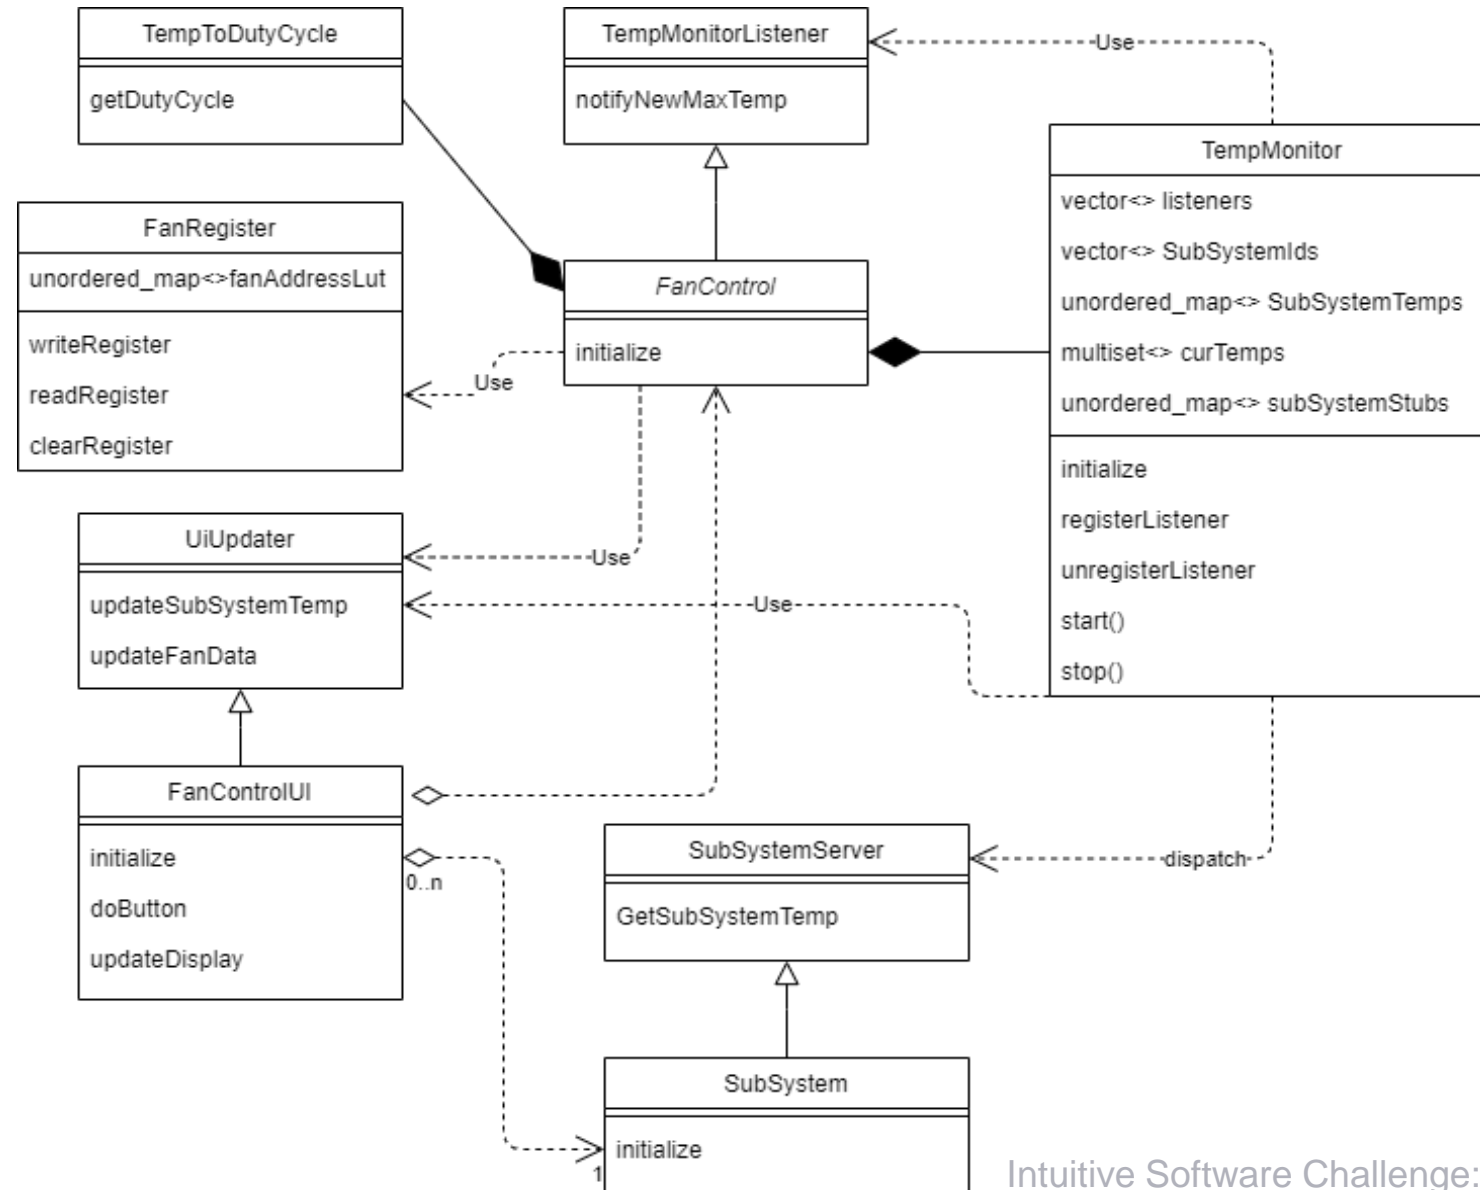 TempToDutyCycle
getDutyCycle
TempMonitorListener
notifyNewMaxTemp
Use
TempMonitor
vector<> listeners
vector<> SubSystemIds
unordered_map<> SubSystemTemps
multiset<> curTemps
unordered_map<> subSystemStubs
initialize
registerListener
unregisterListener
start()
stop()
FanRegister
unordered_map<>fanAddressLut
writeRegister
readRegister
clearRegister
FanControl
initialize
Use
UiUpdater
updateSubSystemTemp
updateFanData
Use
Use
FanControlUI
initialize
doButton
updateDisplay
0..n
SubSystemServer
GetSubSystemTemp
dispatch
SubSystem
initialize
1
Intuitive Software Challenge: